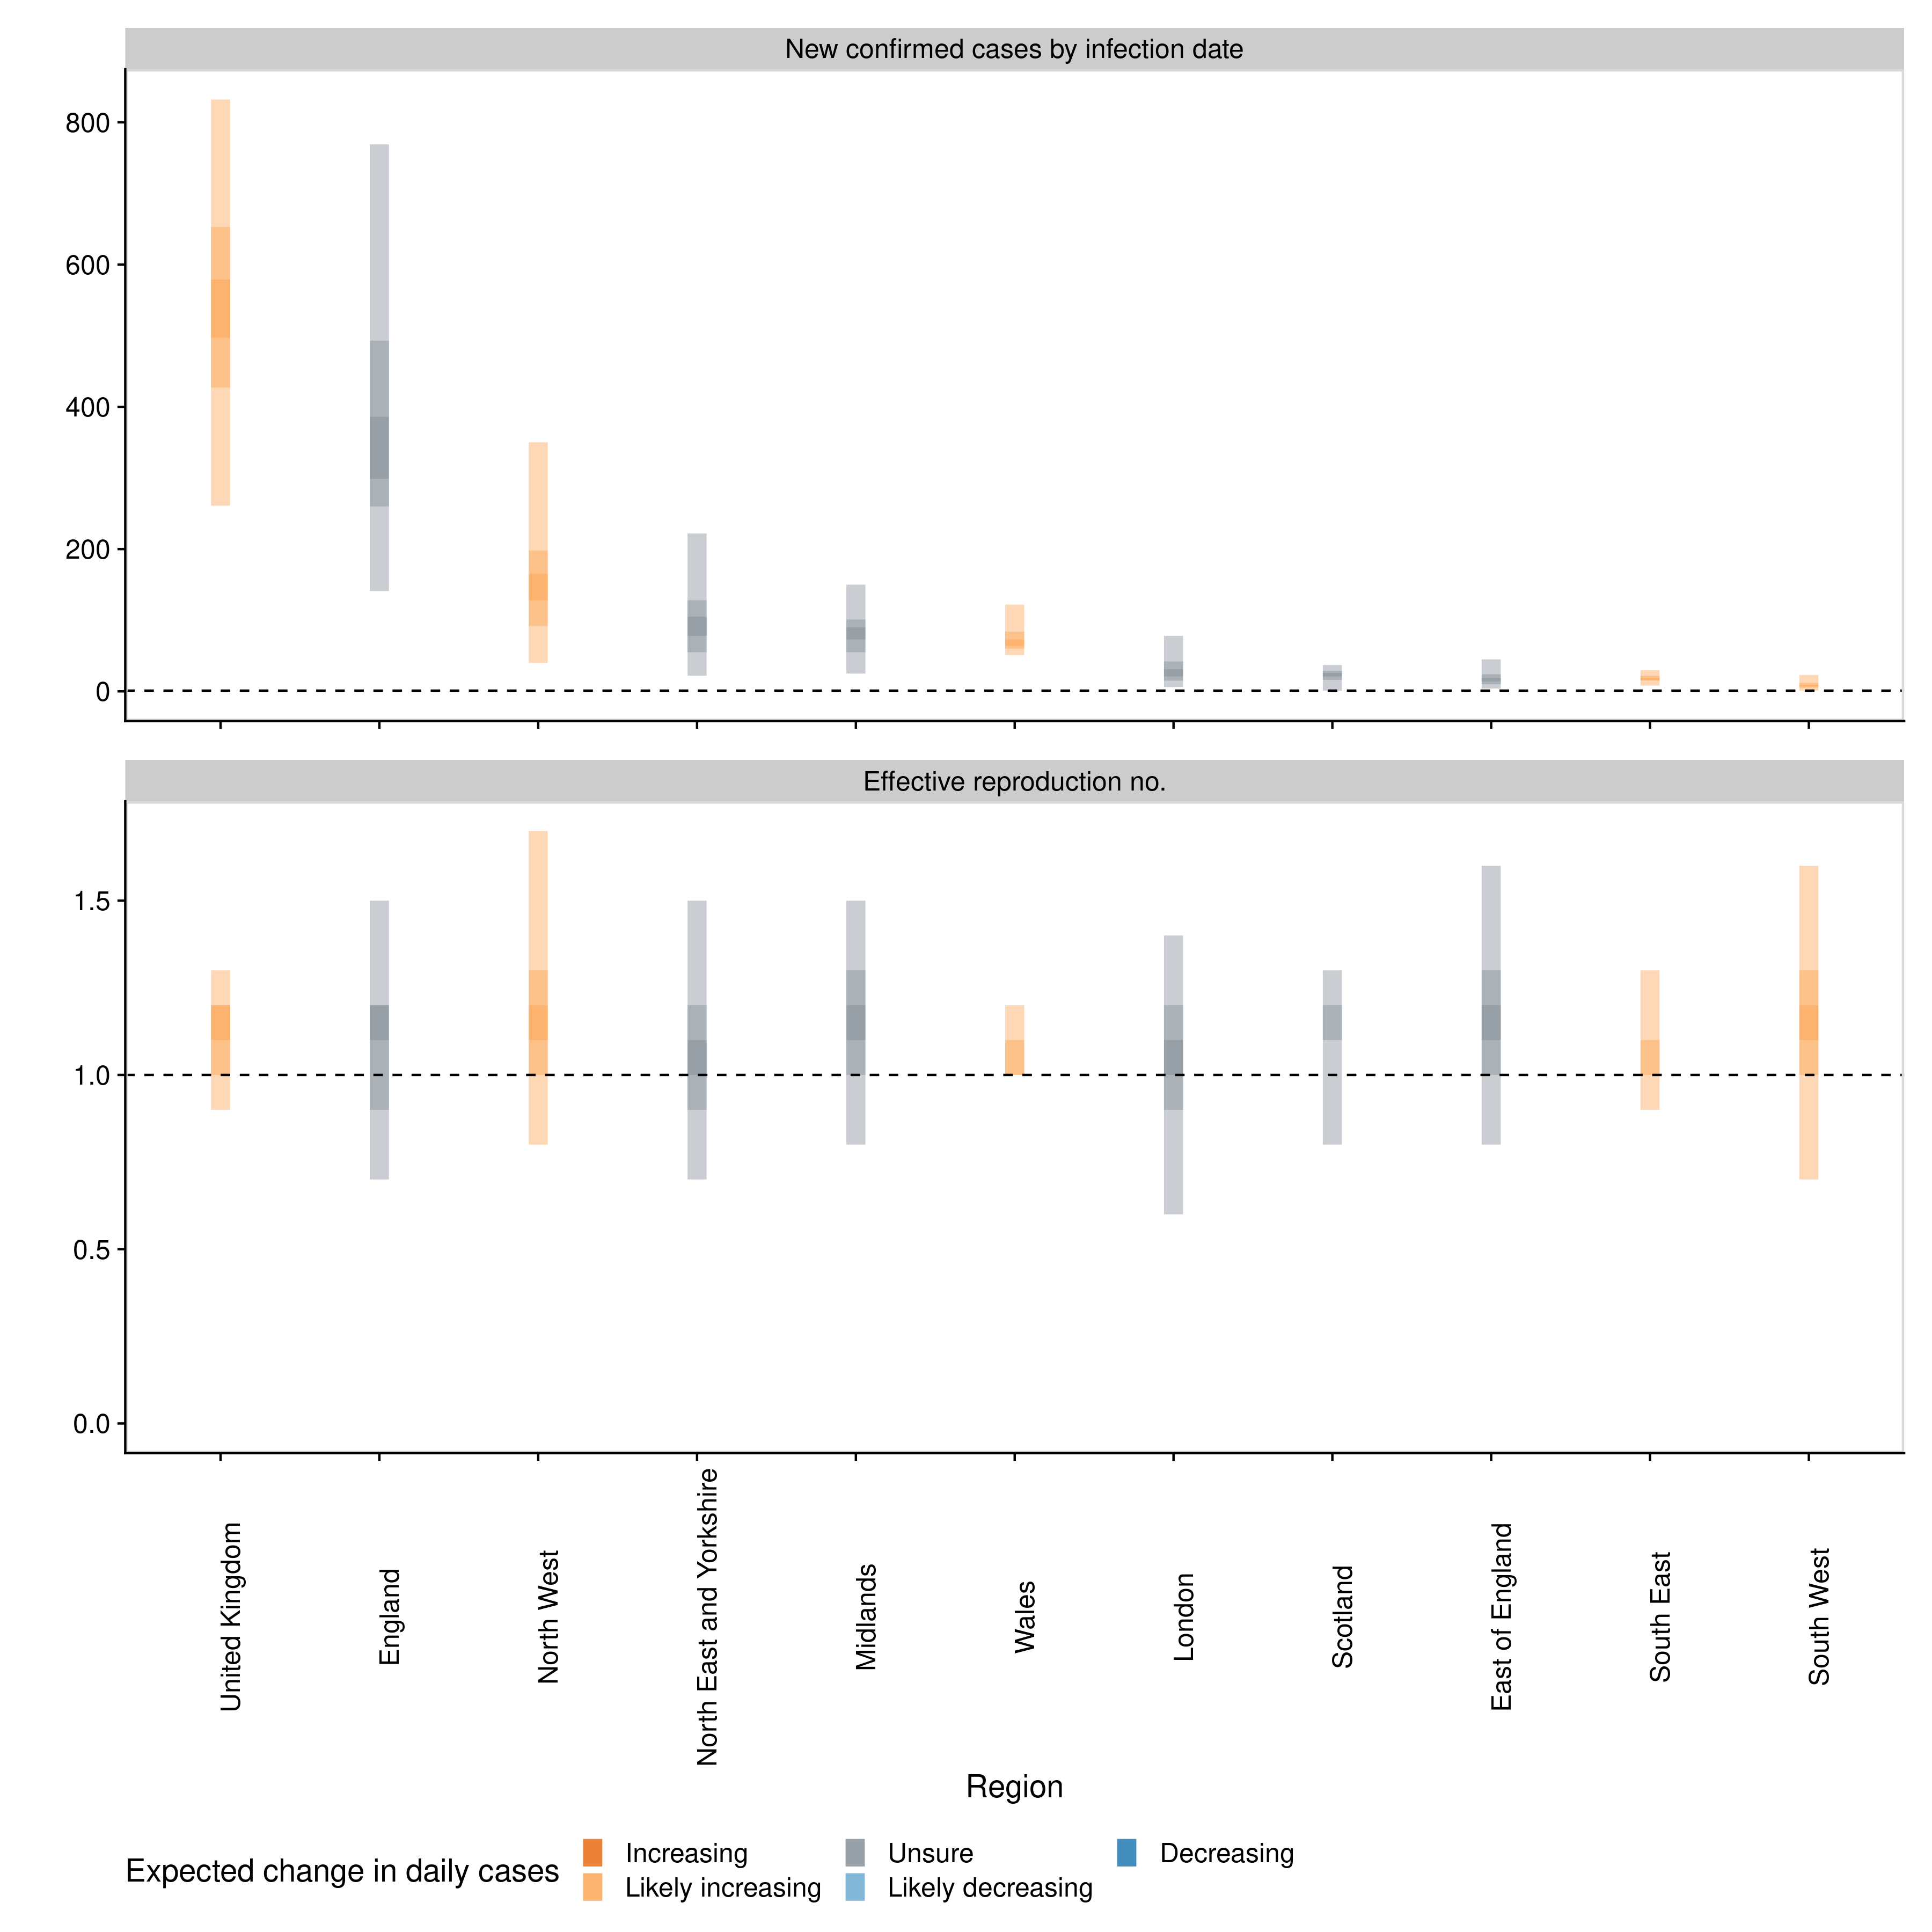 New confirmed cases by infection date
800
600
400
200
0
Effective reproduction no.
1.5
1.0
0.5
0.0
United Kingdom
England
North West
North East and Yorkshire
Midlands
Wales
London
Scotland
East of England
South East
South West
Region
Expected change in daily cases
Increasing
Likely increasing
Unsure
Likely decreasing
Decreasing